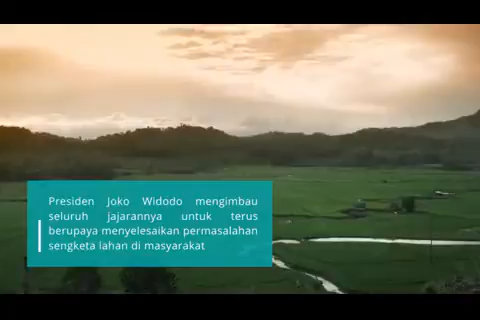 Presiden Joko Widodo mengimbau
seluruh jajarannya untuk terus
berupaya menyelesaikan permasalahan
sengketa lahan di masyarakat